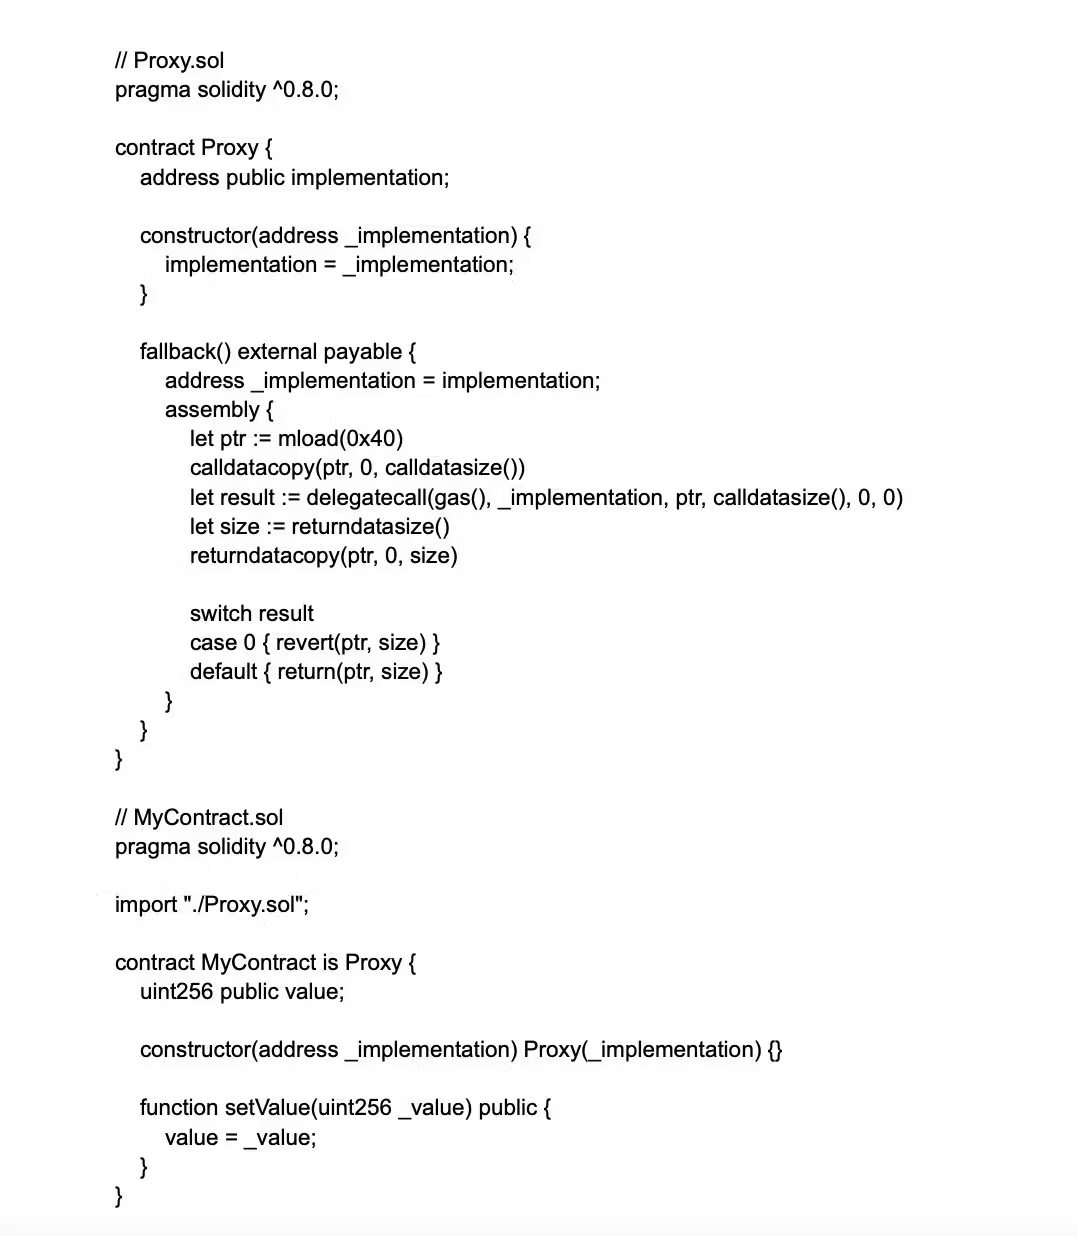 // Proxy.sol
pragma solidity ^0.8.0;
contract Proxy {
address public implementation;
constructor(address _implementation) {
implementation = _implementation;
}
fallback() external payable {
address _implementation = implementation;
assembly {
let ptr := mload(0x40)
calldatacopy(ptr, 0, calldatasize())
let result := delegatecall(gas(), _implementation, ptr, calldatasize(), 0, 0)
let size := returndatasize()
returndatacopy(ptr, 0, size)
switch result
case 0 { revert(ptr, size) }
default { return(ptr, size) }
}
}
}
// MyContract.sol
pragma solidity ^0.8.0;
import "./Proxy.sol";
contract MyContract is Proxy {
uint256 public value;
constructor(address _implementation) Proxy(_implementation) {}
function setValue(uint256 _value) public {
value = _value;
}
}